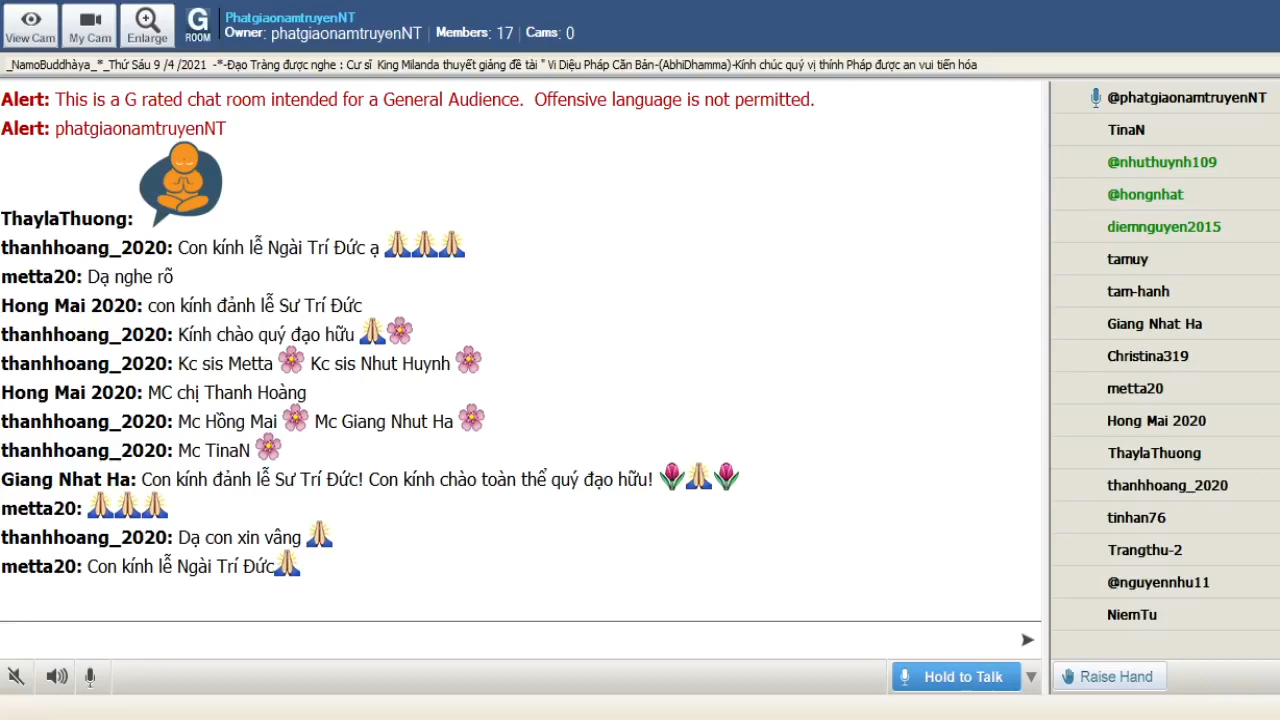 View Cam
My Cam
Enlarge
G
ROOM
PhatgiaonamtruyenNT
Owner: phatgiaonamtruyenNT | Members: 17 | Cams: 0
_NamoBuddhàya_*_Thứ Sáu 9 /4 /2021 -*-Đạo Tràng được nghe : Cư sĩ King Milanda thuyết giảng đề tài " Vi Diệu Pháp Căn Bản-(AbhiDhamma)-Kính chúc quý vị thính Pháp được an vui tiến hóa
Alert: This is a G rated chat room intended for a General Audience. Offensive language is not permitted.
Alert: phatgiaonamtruyenNT
ThaylaThuong:
thanhhoang_2020: Con kính lễ Ngài Trí Đức ạ
metta20: Dạ nghe rõ
Hong Mai 2020: con kính đảnh lễ Sư Trí Đức
thanhhoang_2020: Kính chào quý đạo hữu
thanhhoang_2020: Kc sis Metta Kc sis Nhut Huynh
Hong Mai 2020: MC chị Thanh Hoàng
thanhhoang_2020: Mc Hồng Mai Mc Giang Nhut Ha
thanhhoang_2020: Mc TinaN
Giang Nhat Ha: Con kính đảnh lễ Sư Trí Đức! Con kính chào toàn thể quý đạo hữu!
metta20:
thanhhoang_2020: Dạ con xin vâng
metta20: Con kính lễ Ngài Trí Đức
Hold to Talk
@phatgiaonamtruyenNT
TinaN
@nhuthuynh109
@hongnhat
diemnguyen2015
tamuy
tam-hanh
Giang Nhat Ha
Christina319
metta20
Hong Mai 2020
ThaylaThuong
thanhhoang_2020
tinhan76
Trangthu-2
@nguyennhu11
NiemTu
Raise Hand